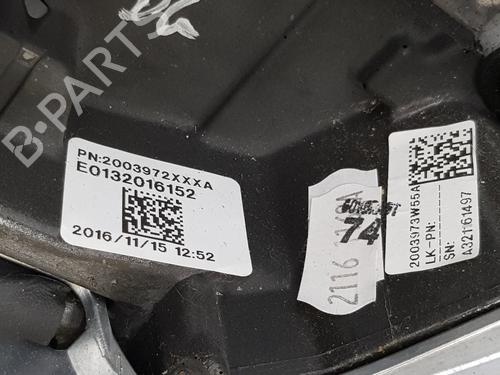 B-PARTS
PN:2003972XXXA
E0132016152
2016/11/15 12:52
74
2116
2003973W55A
LK-PN:
SN:
A321161497